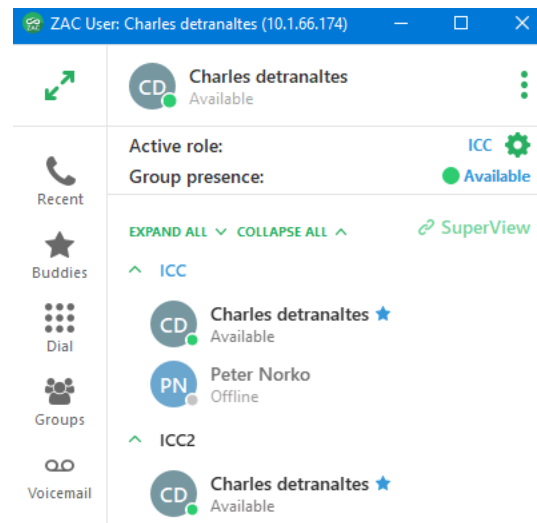 ZAC User: Charles detranaltes (10.1.66.174)
CD Charles detranaltes
Available
Active role: ICC
Group presence: Available
Recent
Buddies
Dial
Groups
Voicemail
EXPAND ALL COLLAPSE ALL SuperView
ICC
CD Charles detranaltes
Available
PN Peter Norko
Offline
ICC2
CD Charles detranaltes
Available